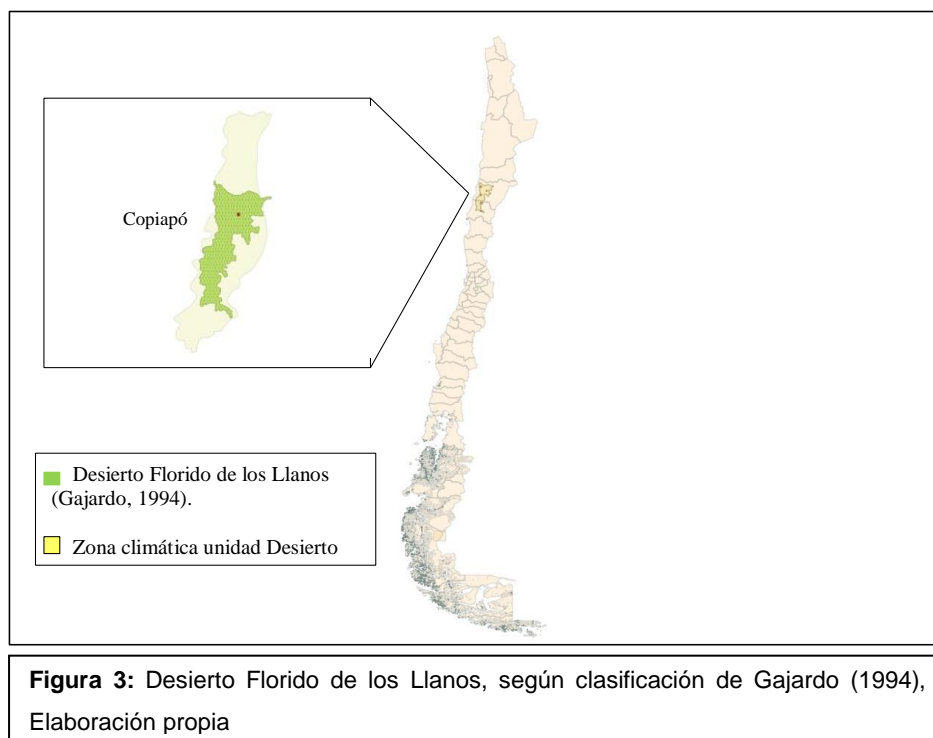 Copiapó
Desierto Florido de los Llanos
(Gajardo, 1994).
Zona climática unidad Desierto
Figura 3: Desierto Florido de los Llanos, según clasificación de Gajardo (1994),
Elaboración propia